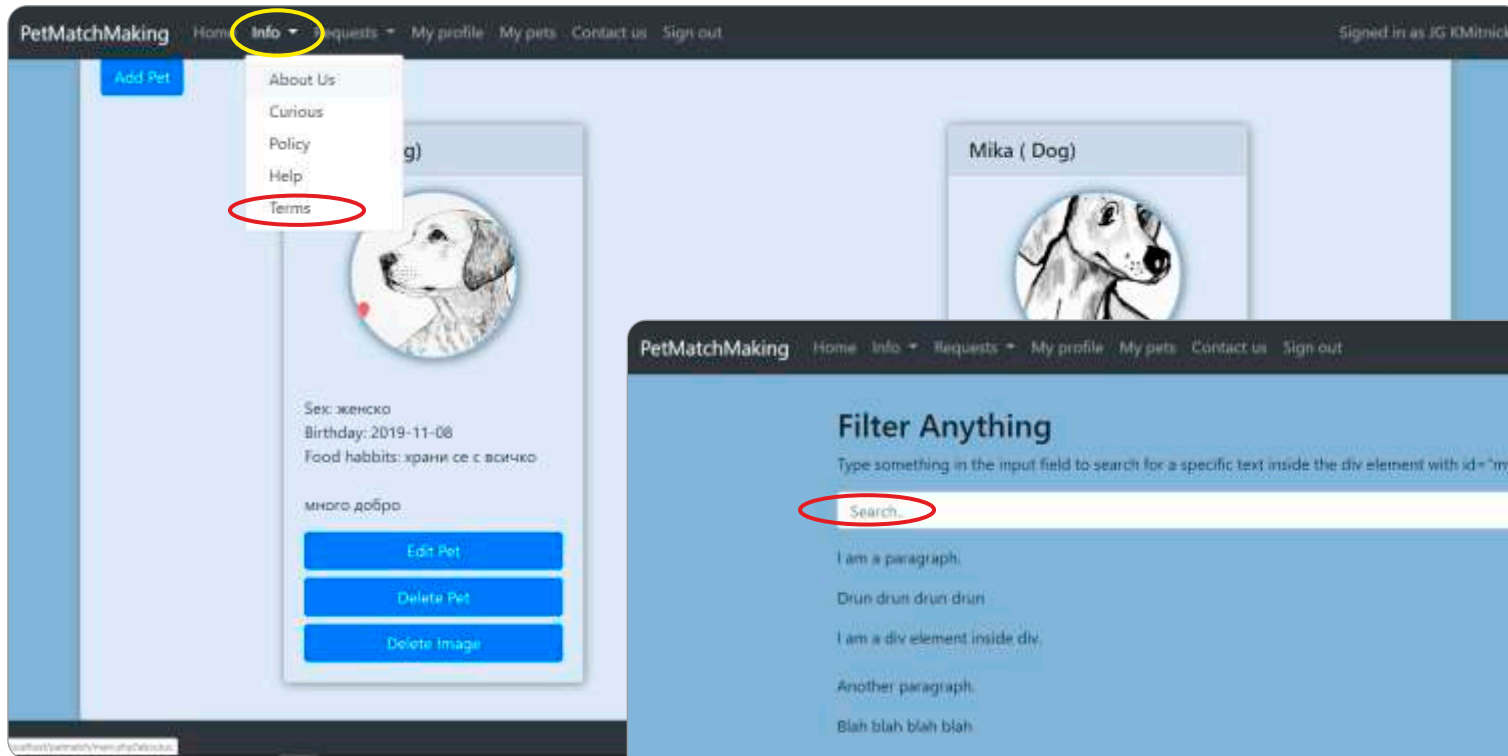 PetMatchMaking Home Info Requests My profile My pets Contact us Sign out Signed in as JG KMitnick
Add Pet
About Us
Curious
Policy
Help
Terms
g)
Mika ( Dog)
Sex: женско
Birthday: 2019-11-08
Food habbits: храни се с всичко
много добро
Edit Pet
Delete Pet
Delete Image
PetMatchMaking Home Info Requests My profile My pets Contact us Sign out
Filter Anything
Type something in the input field to search for a specific text inside the div element with id="m
Search..
I am a paragraph.
Drun drun drun drun
I am a div element inside div.
Another paragraph.
Blah blah blah blah